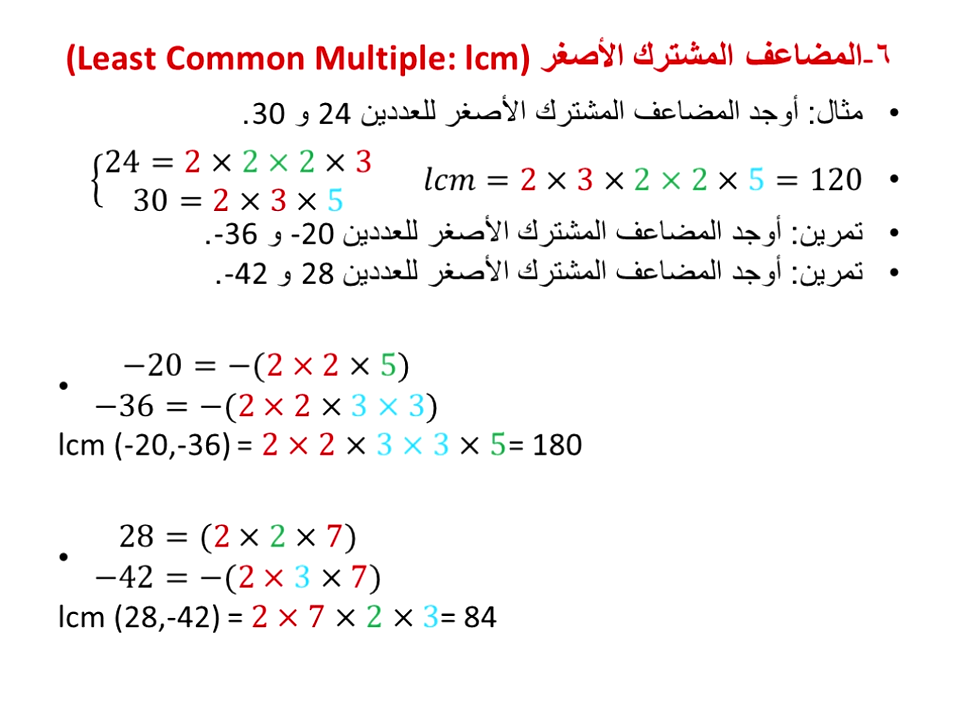 ٦-المضاعف المشترك الأصغر (Least Common Multiple: lcm)
• مثال: أوجد المضاعف المشترك الأصغر للعددين 24 و 30.
• lcm = 2 × 3 × 2 × 2 × 5 = 120
24 = 2 × 2 × 2 × 3
30 = 2 × 3 × 5
• تمرين: أوجد المضاعف المشترك الأصغر للعددين 20- و 36-.
• تمرين: أوجد المضاعف المشترك الأصغر للعددين 28 و 42-.
• −20 = −(2 × 2 × 5)
−36 = −(2 × 2 × 3 × 3)
lcm (-20,-36) = 2 × 2 × 3 × 3 × 5= 180
• 28 = (2 × 2 × 7)
−42 = −(2 × 3 × 7)
lcm (28,-42) = 2 × 7 × 2 × 3= 84